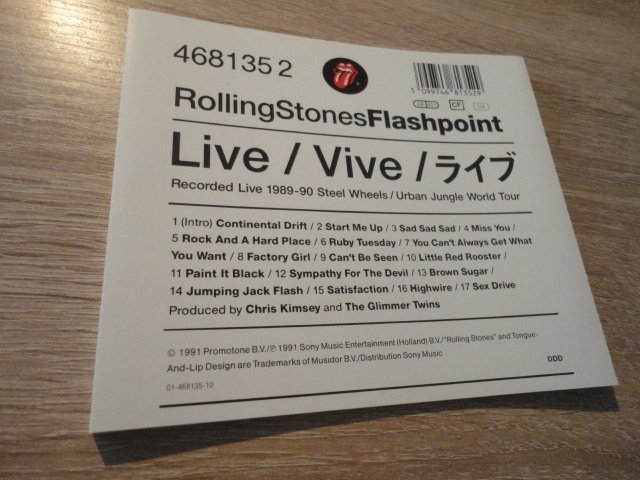 468135 2
5 099746 813529
RollingStonesFlashpoint
Live / Vive / ライブ
Recorded Live 1989-90 Steel Wheels / Urban Jungle World Tour
1 (Intro) Continental Drift / 2 Start Me Up / 3 Sad Sad Sad / 4 Miss You /
5 Rock And A Hard Place / 6 Ruby Tuesday / 7 You Can't Always Get What
You Want / 8 Factory Girl / 9 Can't Be Seen / 10 Little Red Rooster /
11 Paint It Black / 12 Sympathy For The Devil / 13 Brown Sugar /
14 Jumping Jack Flash / 15 Satisfaction / 16 Highwire / 17 Sex Drive
Produced by Chris Kimsey and The Glimmer Twins
© 1991 Promotone B.V./℗ 1991 Sony Music Entertainment (Holland) B.V./"Rolling Stones" and Tongue-
And-Lip Design are Trademarks of Musidor B.V./Distribution Sony Music
DDD
01-468135-10